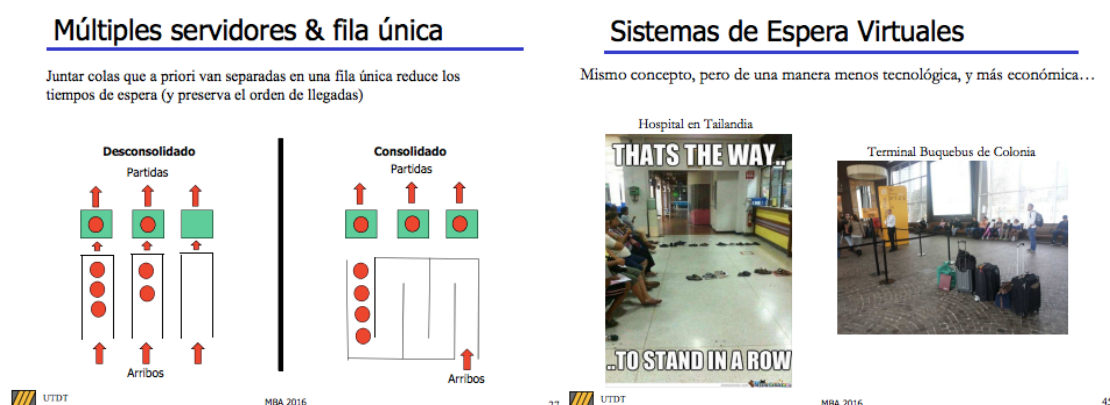 Múltiples servidores & fila única
Juntar colas que a priori van separadas en una fila única reduce los
tiempos de espera (y preserva el orden de llegadas)
Desconsolidado
Partidas
Arribos
Consolidado
Partidas
Arribos
UTDT
MBA 2016
27
Sistemas de Espera Virtuales
Mismo concepto, pero de una manera menos tecnológica, y más económica…
Hospital en Tailandia
THATS THE WAY..
..TO STAND IN A ROW
Terminal Buquebus de Colonia
UTDT
MBA 2016